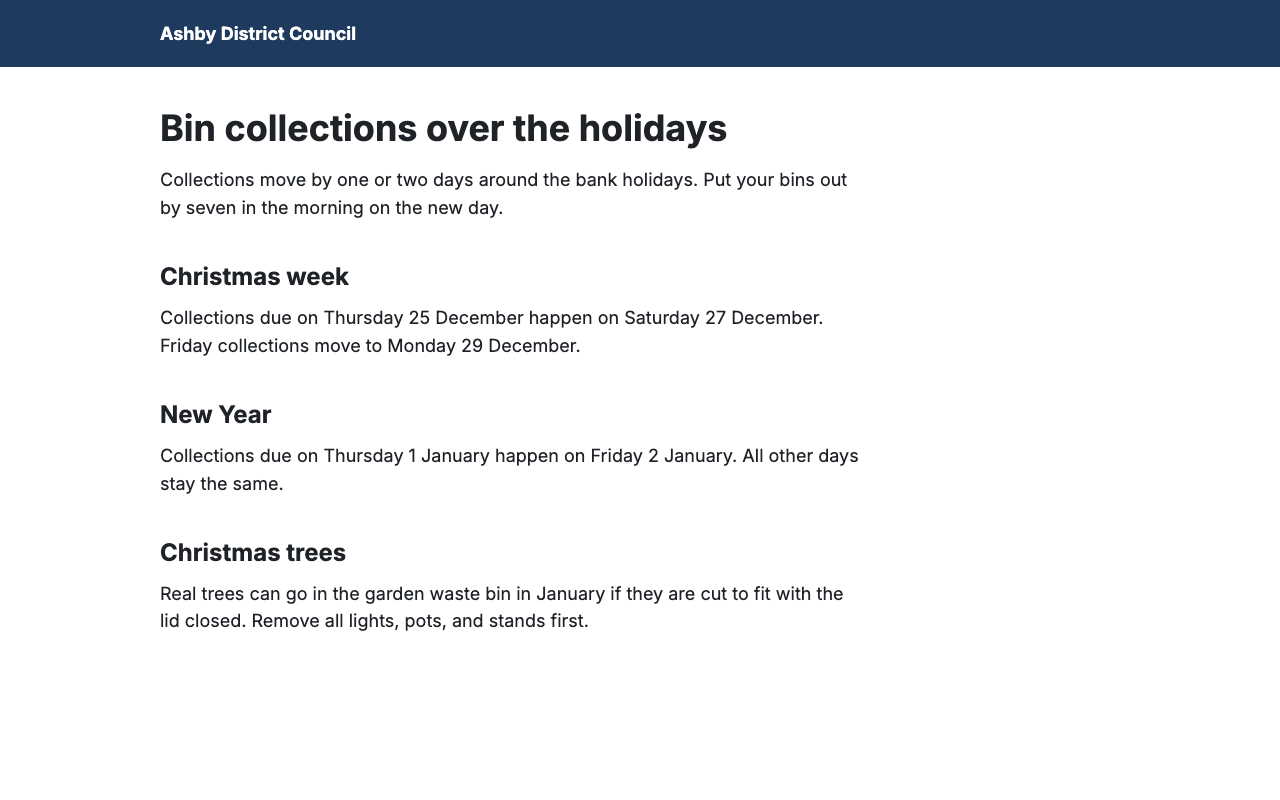 Ashby District Council
Bin collections over the holidays
Collections move by one or two days around the bank holidays. Put your bins out
by seven in the morning on the new day.
Christmas week
Collections due on Thursday 25 December happen on Saturday 27 December.
Friday collections move to Monday 29 December.
New Year
Collections due on Thursday 1 January happen on Friday 2 January. All other days
stay the same.
Christmas trees
Real trees can go in the garden waste bin in January if they are cut to fit with the
lid closed. Remove all lights, pots, and stands first.